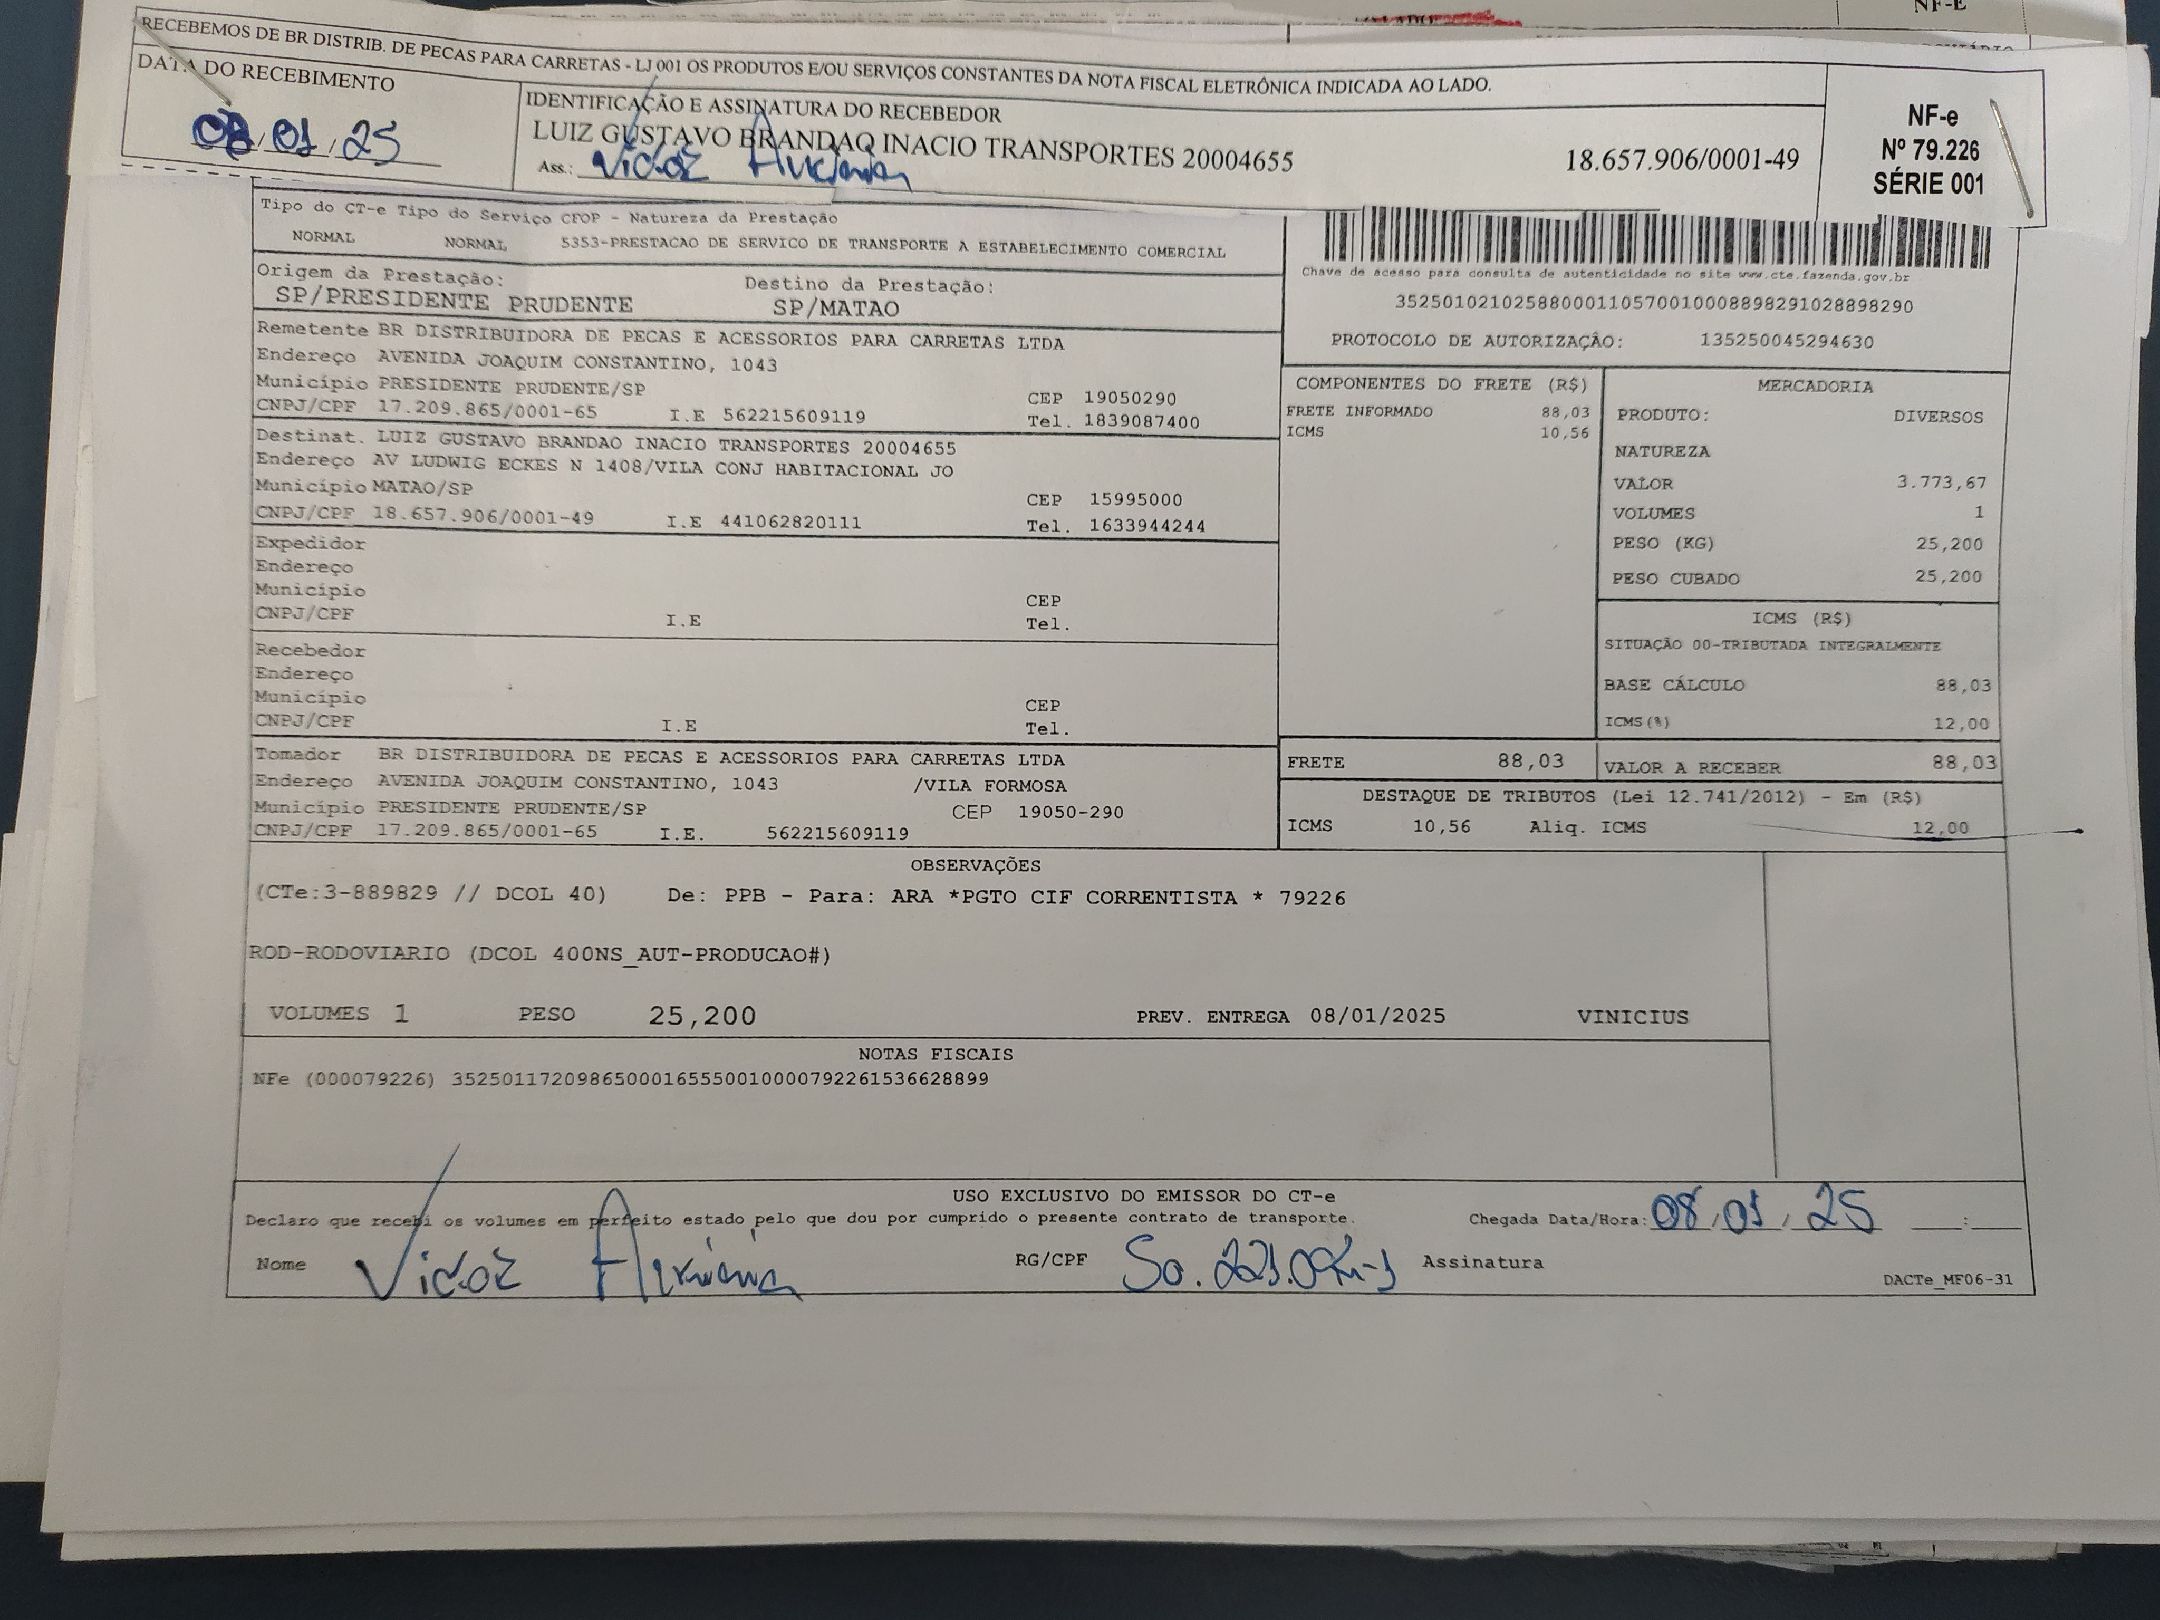 NF-E
RECEBEMOS DE BR DISTRIB. DE PECAS PARA CARRETAS - LJ 001 OS PRODUTOS E/OU SERVIÇOS CONSTANTES DA NOTA FISCAL ELETRÔNICA INDICADA AO LADO.
DATA DO RECEBIMENTO
08/01/25
IDENTIFICAÇÃO E ASSINATURA DO RECEBEDOR
LUIZ GUSTAVO BRANDAO INACIO TRANSPORTES 20004655 18.657.906/0001-49
Ass.:
NF-e
Nº 79.226
SÉRIE 001
Tipo do CT-e Tipo do Serviço CFOP - Natureza da Prestação
NORMAL NORMAL 5353-PRESTACAO DE SERVICO DE TRANSPORTE A ESTABELECIMENTO COMERCIAL
Origem da Prestação: Destino da Prestação:
SP/PRESIDENTE PRUDENTE SP/MATAO
Chave de acesso para consulta de autenticidade no site www.cte.fazenda.gov.br
35250102102588000110570010008898291028898290
PROTOCOLO DE AUTORIZAÇÃO: 135250045294630
Remetente BR DISTRIBUIDORA DE PECAS E ACESSORIOS PARA CARRETAS LTDA
Endereço AVENIDA JOAQUIM CONSTANTINO, 1043
Município PRESIDENTE PRUDENTE/SP CEP 19050290
CNPJ/CPF 17.209.865/0001-65 I.E 562215609119 Tel. 1839087400
Destinat. LUIZ GUSTAVO BRANDAO INACIO TRANSPORTES 20004655
Endereço AV LUDWIG ECKES N 1408/VILA CONJ HABITACIONAL JO
Município MATAO/SP CEP 15995000
CNPJ/CPF 18.657.906/0001-49 I.E 441062820111 Tel. 1633944244
Expedidor
Endereço
Município CEP
CNPJ/CPF I.E Tel.
Recebedor
Endereço
Município CEP
CNPJ/CPF I.E Tel.
Tomador BR DISTRIBUIDORA DE PECAS E ACESSORIOS PARA CARRETAS LTDA
Endereço AVENIDA JOAQUIM CONSTANTINO, 1043 /VILA FORMOSA
Município PRESIDENTE PRUDENTE/SP CEP 19050-290
CNPJ/CPF 17.209.865/0001-65 I.E. 562215609119
COMPONENTES DO FRETE (R$)
FRETE INFORMADO 88,03
ICMS 10,56
MERCADORIA
PRODUTO: DIVERSOS
NATUREZA
VALOR 3.773,67
VOLUMES 1
PESO (KG) 25,200
PESO CUBADO 25,200
ICMS (R$)
SITUAÇÃO 00-TRIBUTADA INTEGRALMENTE
BASE CÁLCULO 88,03
ICMS(%) 12,00
FRETE 88,03 VALOR A RECEBER 88,03
DESTAQUE DE TRIBUTOS (Lei 12.741/2012) - Em (R$)
ICMS 10,56 Aliq. ICMS 12,00
OBSERVAÇÕES
(CTe:3-889829 // DCOL 40) De: PPB - Para: ARA *PGTO CIF CORRENTISTA * 79226
ROD-RODOVIARIO (DCOL 400NS_AUT-PRODUCAO#)
VOLUMES 1 PESO 25,200 PREV. ENTREGA 08/01/2025 VINICIUS
NOTAS FISCAIS
NFe (000079226) 35250117209865000165550010000792261536628899
USO EXCLUSIVO DO EMISSOR DO CT-e
Declaro que recebi os volumes em perfeito estado pelo que dou por cumprido o presente contrato de transporte. Chegada Data/Hora: 08/01/25 :
Nome RG/CPF Assinatura
DACTe_MF06-31